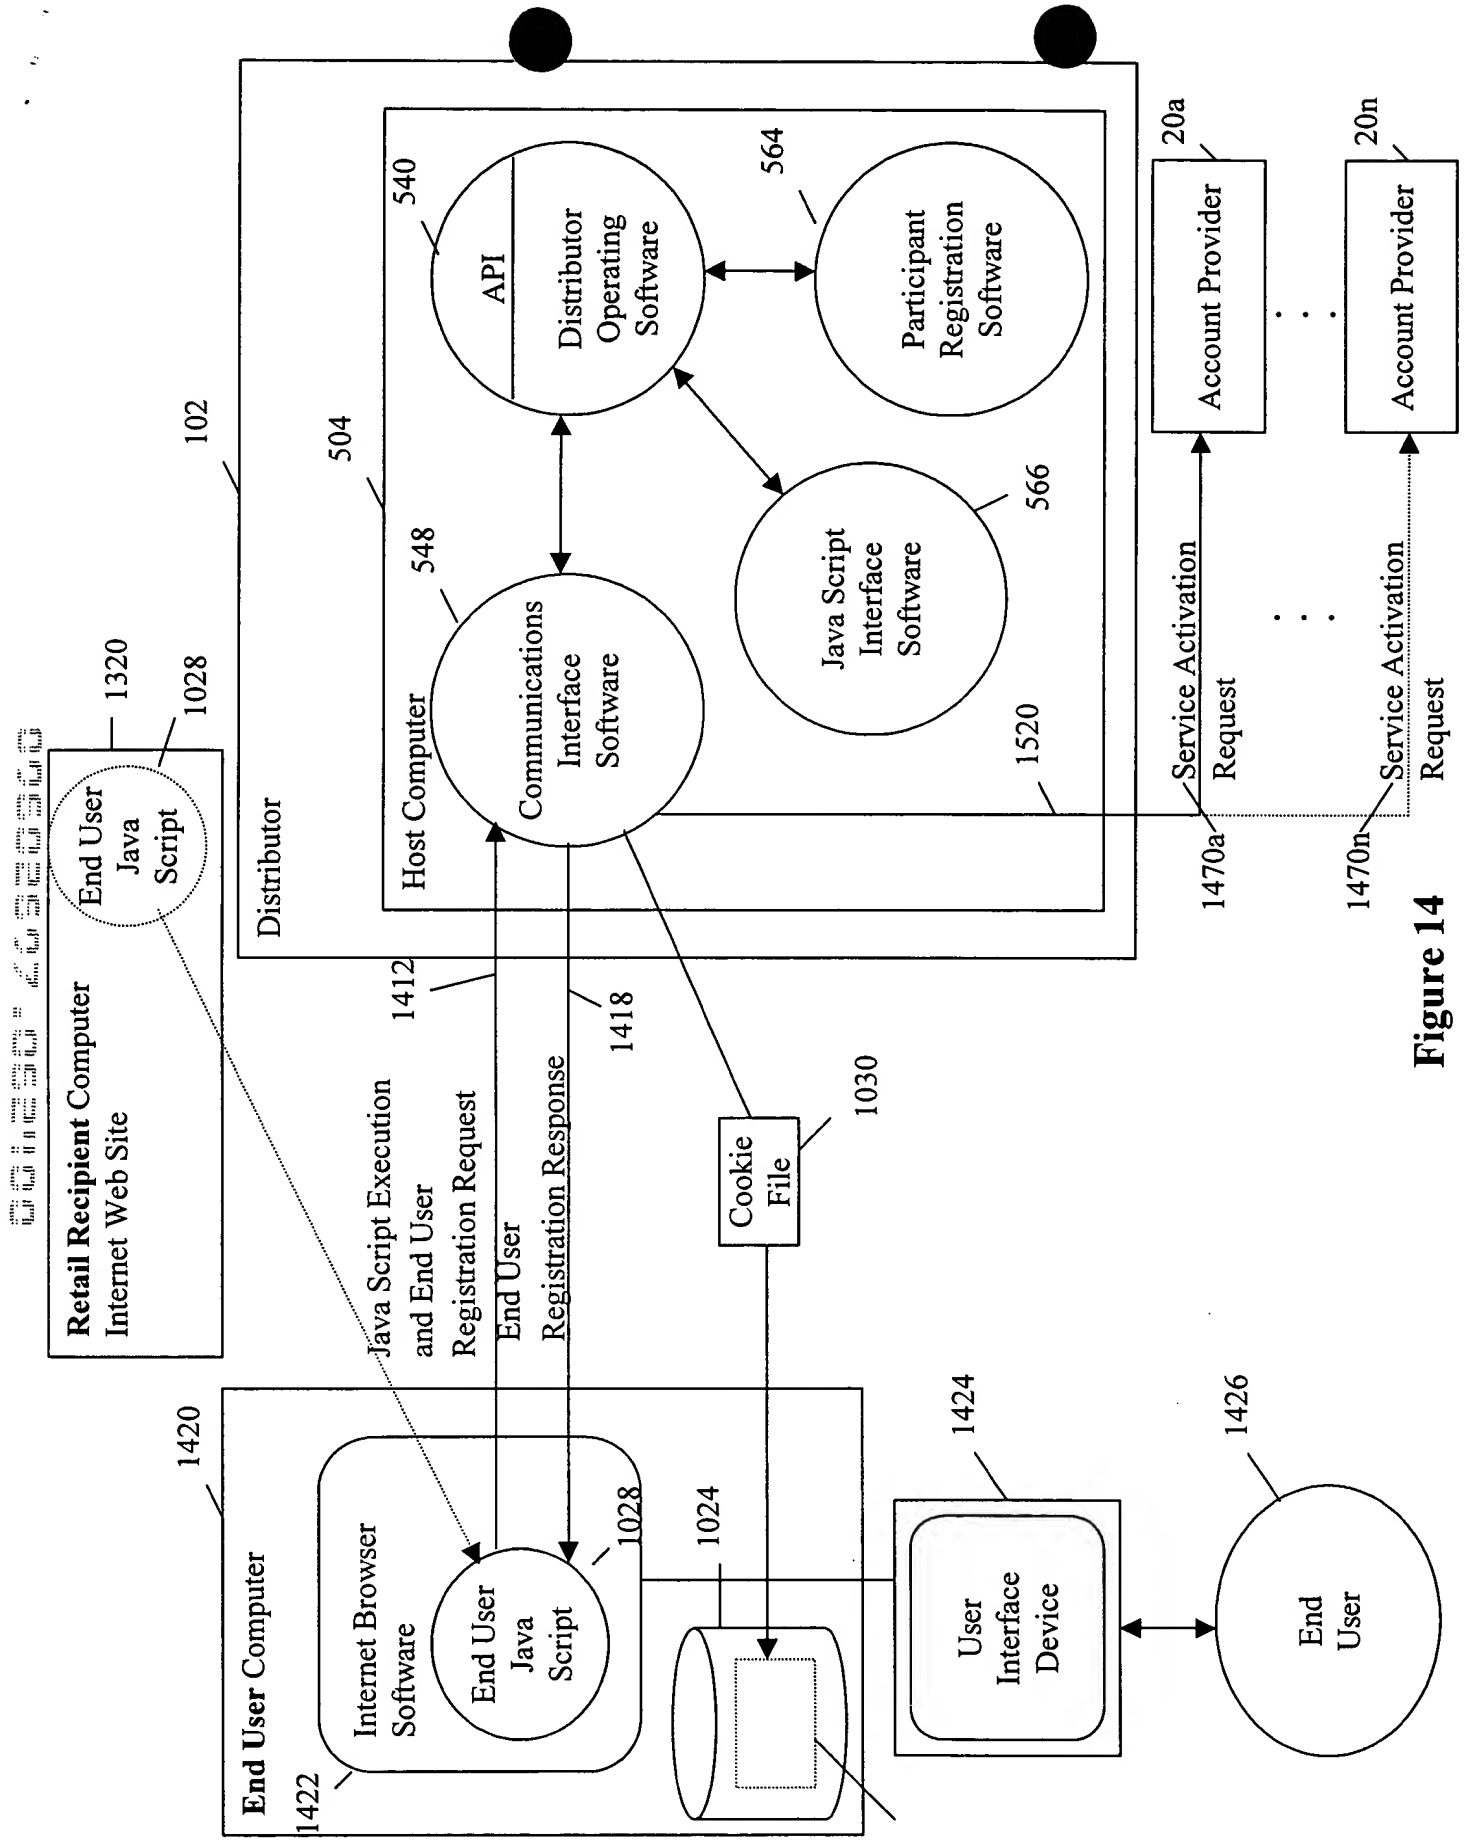 Retail Recipient Computer
Internet Web Site
End User
Java
Script
1320
1028
1420
End User Computer
1422
Internet Browser
Software
End User
Java
Script
1028
1024
Java Script Execution
and End User
Registration Request
1412
End User
Registration Response
1418
Cookie
File
1030
User
Interface
Device
1424
End
User
1426
102
Distributor
504
Host Computer
548
Communications
Interface
Software
540
API
Distributor
Operating
Software
564
Participant
Registration
Software
Java Script
Interface
Software
566
1520
1470a
Service Activation
Request
20a
Account Provider
. . .
. . .
1470n
Service Activation
Request
20n
Account Provider
Figure 14